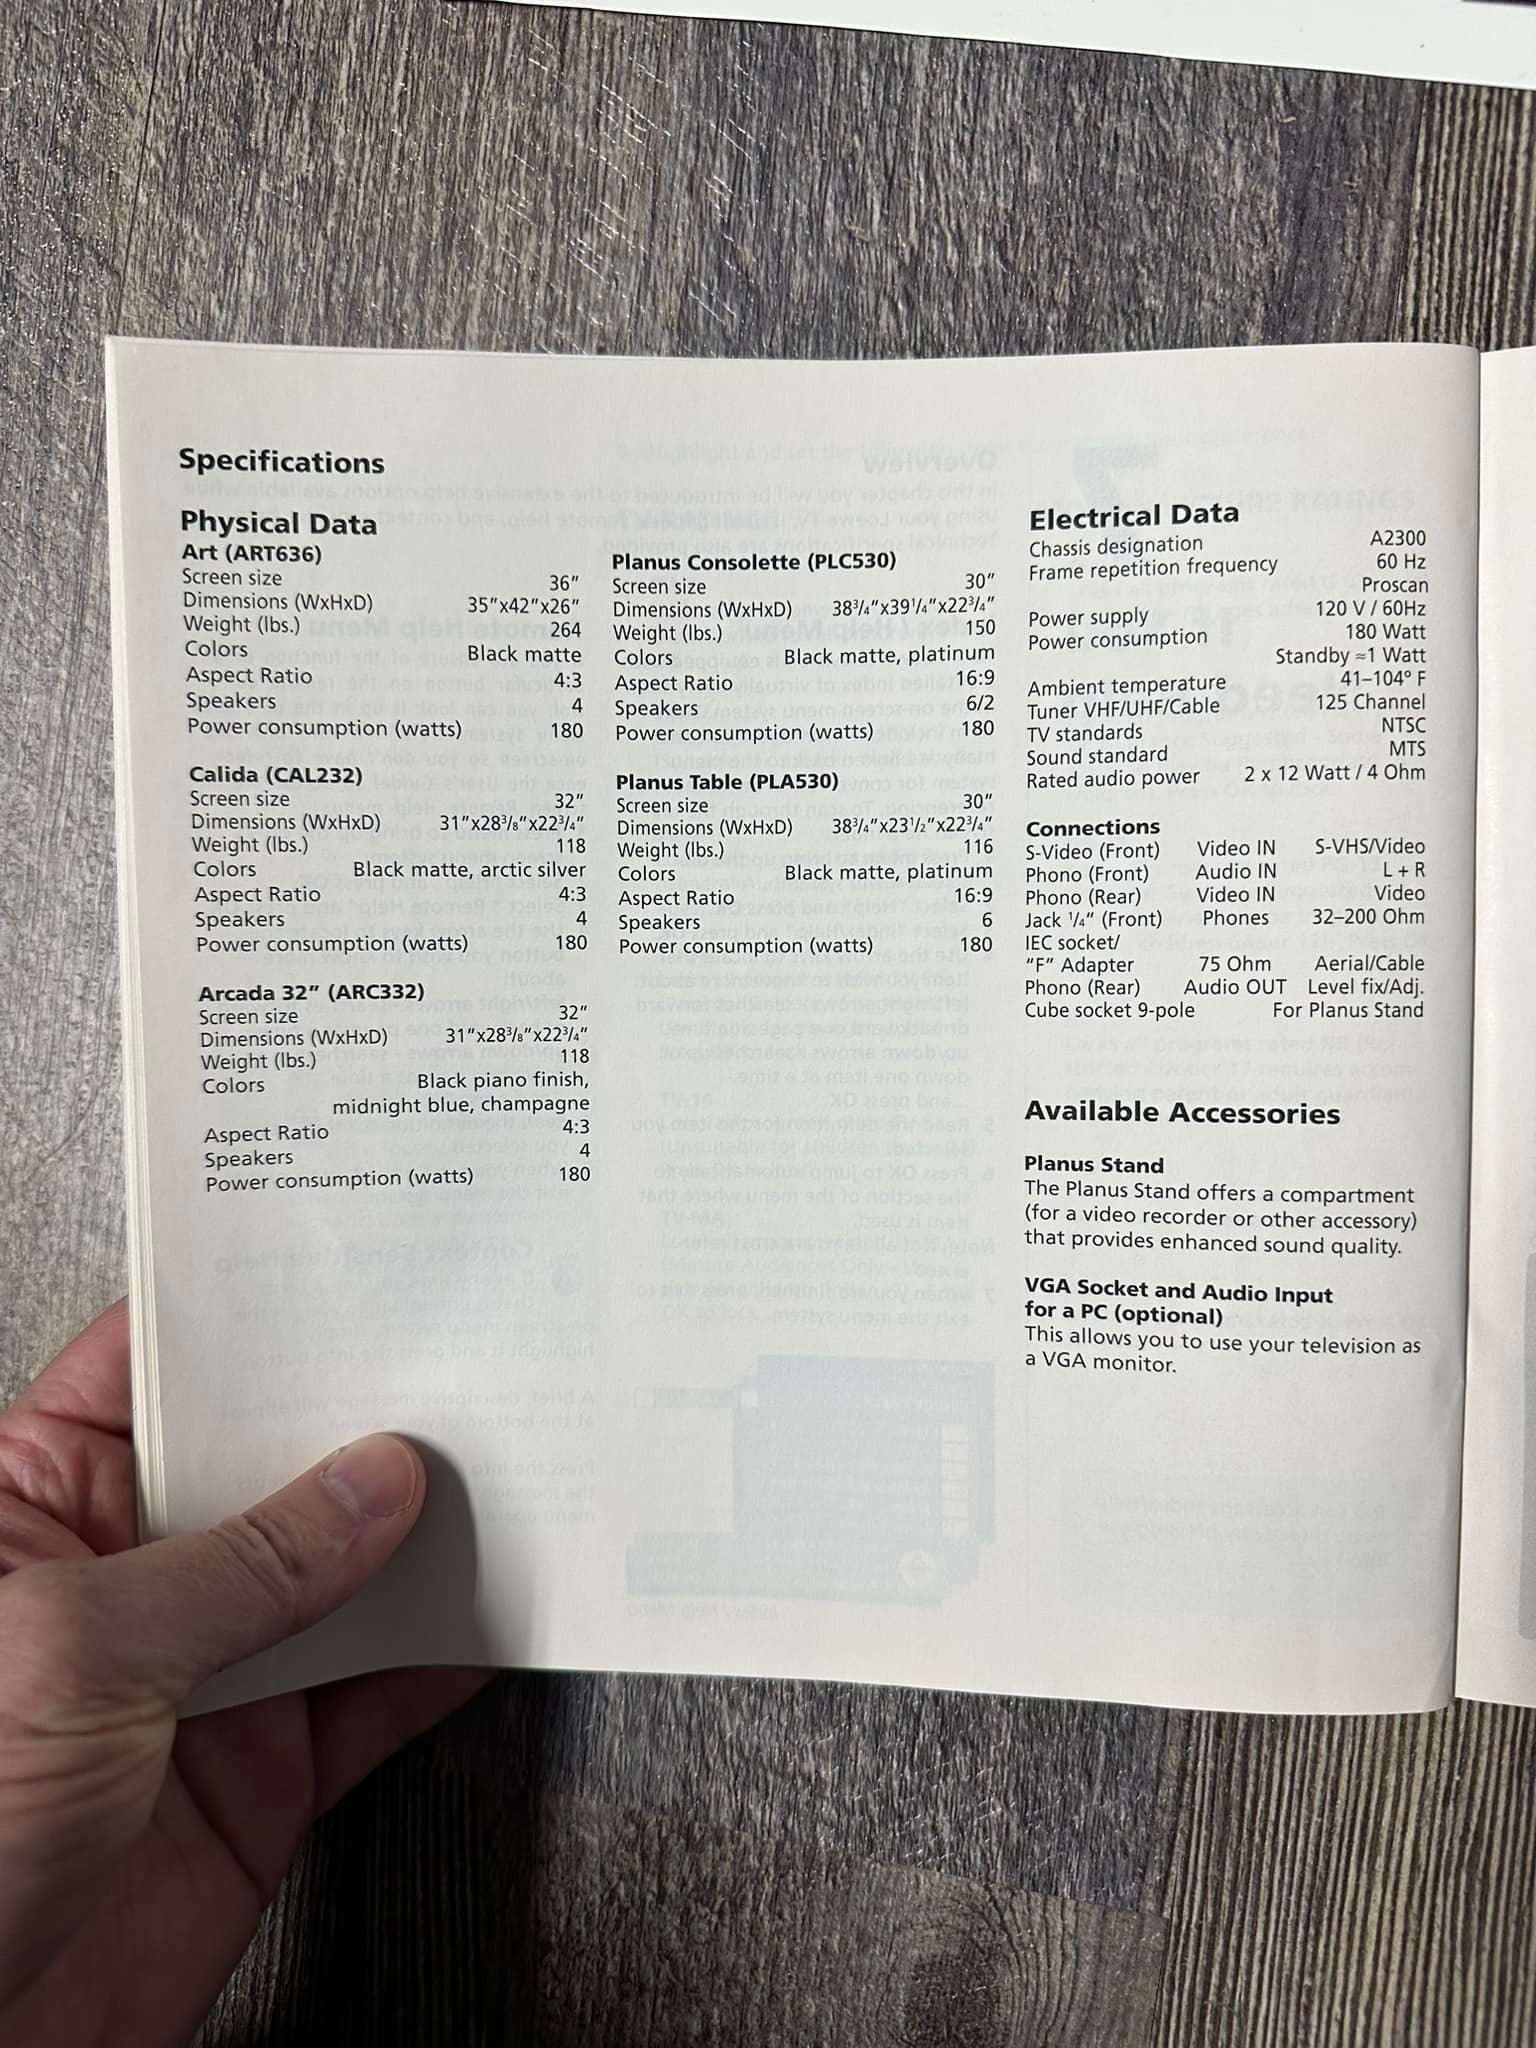 Specifications
Physical Data
Art (ART636)
Screen size 36″
Dimensions (WxHxD) 35″x42″x26″
Weight (lbs.) 264
Colors Black matte
Aspect Ratio 4:3
Speakers 4
Power consumption (watts) 180
Calida (CAL232)
Screen size 32″
Dimensions (WxHxD) 31″x28³/₈″x22³/₄″
Weight (lbs.) 118
Colors Black matte, arctic silver
Aspect Ratio 4:3
Speakers 4
Power consumption (watts) 180
Arcada 32″ (ARC332)
Screen size 32″
Dimensions (WxHxD) 31″x28³/₈″x22³/₄″
Weight (lbs.) 118
Colors Black piano finish,
midnight blue, champagne
Aspect Ratio 4:3
Speakers 4
Power consumption (watts) 180
Planus Consolette (PLC530)
Screen size 30″
Dimensions (WxHxD) 38³/₄″x39¹/₄″x22³/₄″
Weight (lbs.) 150
Colors Black matte, platinum
Aspect Ratio 16:9
Speakers 6/2
Power consumption (watts) 180
Planus Table (PLA530)
Screen size 30″
Dimensions (WxHxD) 38³/₄″x23¹/₂″x22³/₄″
Weight (lbs.) 116
Colors Black matte, platinum
Aspect Ratio 16:9
Speakers 6
Power consumption (watts) 180
Electrical Data
Chassis designation A2300
Frame repetition frequency 60 Hz
Proscan
Power supply 120 V / 60Hz
Power consumption 180 Watt
Standby ≈1 Watt
Ambient temperature 41–104° F
Tuner VHF/UHF/Cable 125 Channel
TV standards NTSC
Sound standard MTS
Rated audio power 2 x 12 Watt / 4 Ohm
Connections
S-Video (Front) Video IN S-VHS/Video
Phono (Front) Audio IN L + R
Phono (Rear) Video IN Video
Jack ¹/₄″ (Front) Phones 32–200 Ohm
IEC socket/
“F” Adapter 75 Ohm Aerial/Cable
Phono (Rear) Audio OUT Level fix/Adj.
Cube socket 9-pole For Planus Stand
Available Accessories
Planus Stand
The Planus Stand offers a compartment
(for a video recorder or other accessory)
that provides enhanced sound quality.
VGA Socket and Audio Input
for a PC (optional)
This allows you to use your television as
a VGA monitor.